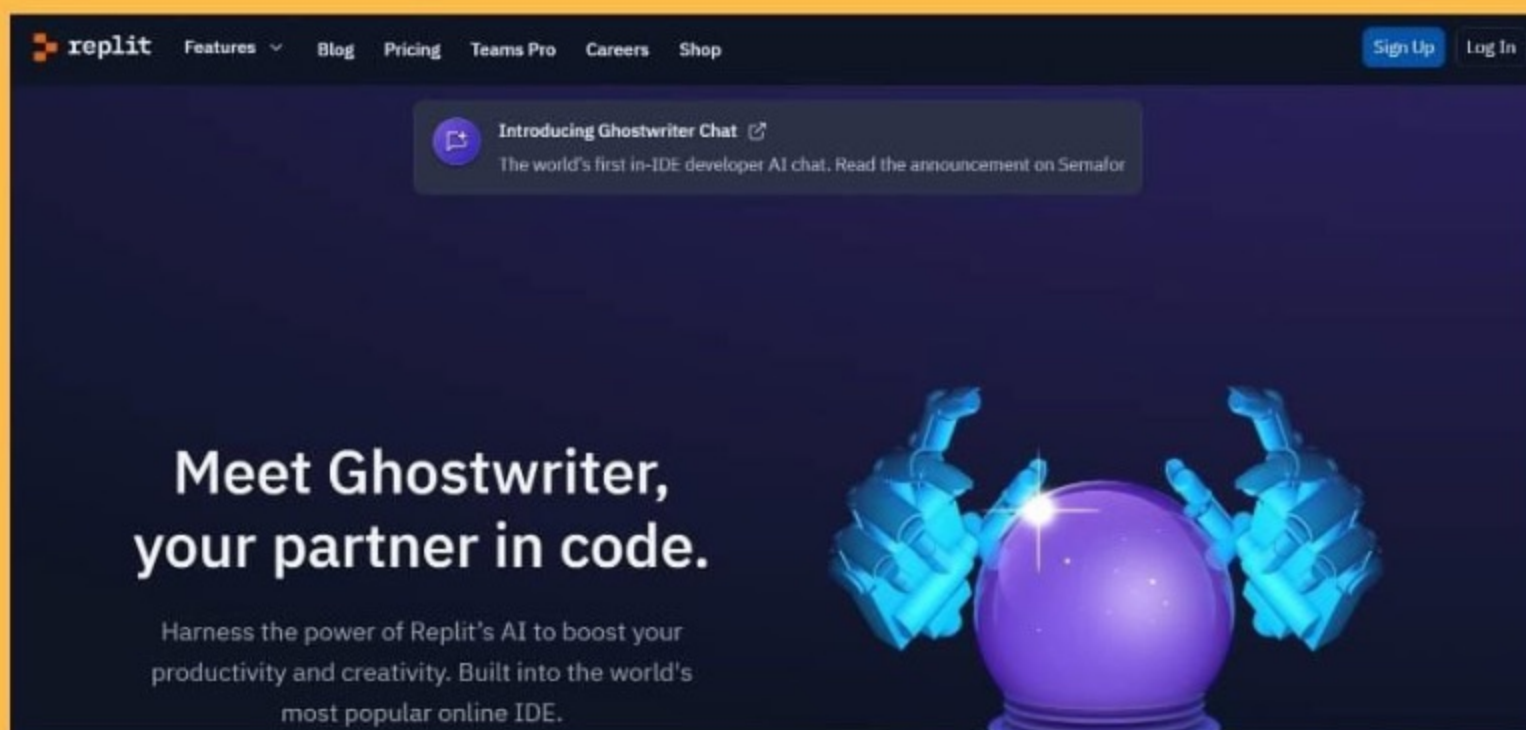 replit Features Blog Pricing Teams Pro Careers Shop Sign Up Log In
Introducing Ghostwriter Chat
The world's first in-IDE developer AI chat. Read the announcement on Semafor
Meet Ghostwriter,
your partner in code.
Harness the power of Replit's AI to boost your
productivity and creativity. Built into the world's
most popular online IDE.